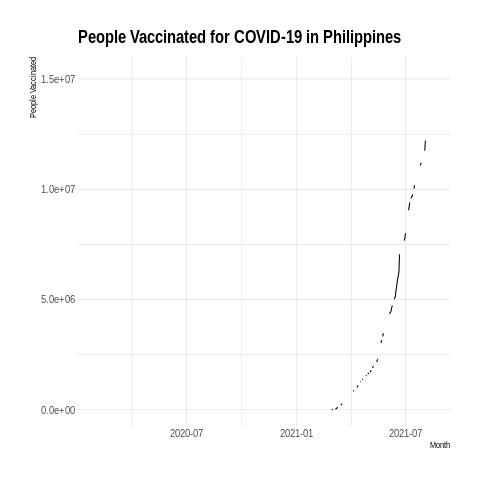 People Vaccinated for COVID-19 in Philippines
People Vaccinated
1.5e+07
1.0e+07
5.0e+06
0.0e+00
2020-07
2021-01
2021-07
Month